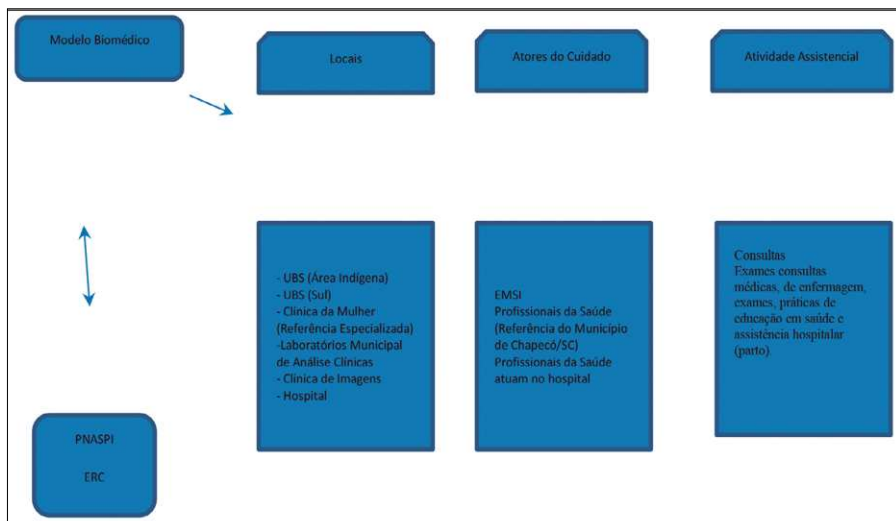 Modelo Biomédico
Locais
Atores do Cuidado
Atividade Assistencial
- UBS (Área Indígena)
- UBS (Sul)
- Clínica da Mulher
(Referência Especializada)
-Laboratórios Municipal
de Análise Clínicas
- Clínica de Imagens
- Hospital
EMSI
Profissionais da Saúde
(Referência do Município
de Chapecó/SC)
Profissionais da Saúde
atuam no hospital
Consultas
Exames consultas
médicas, de enfermagem,
exames, práticas de
educação em saúde e
assistência hospitalar
(parto)
PNASPI
ERC